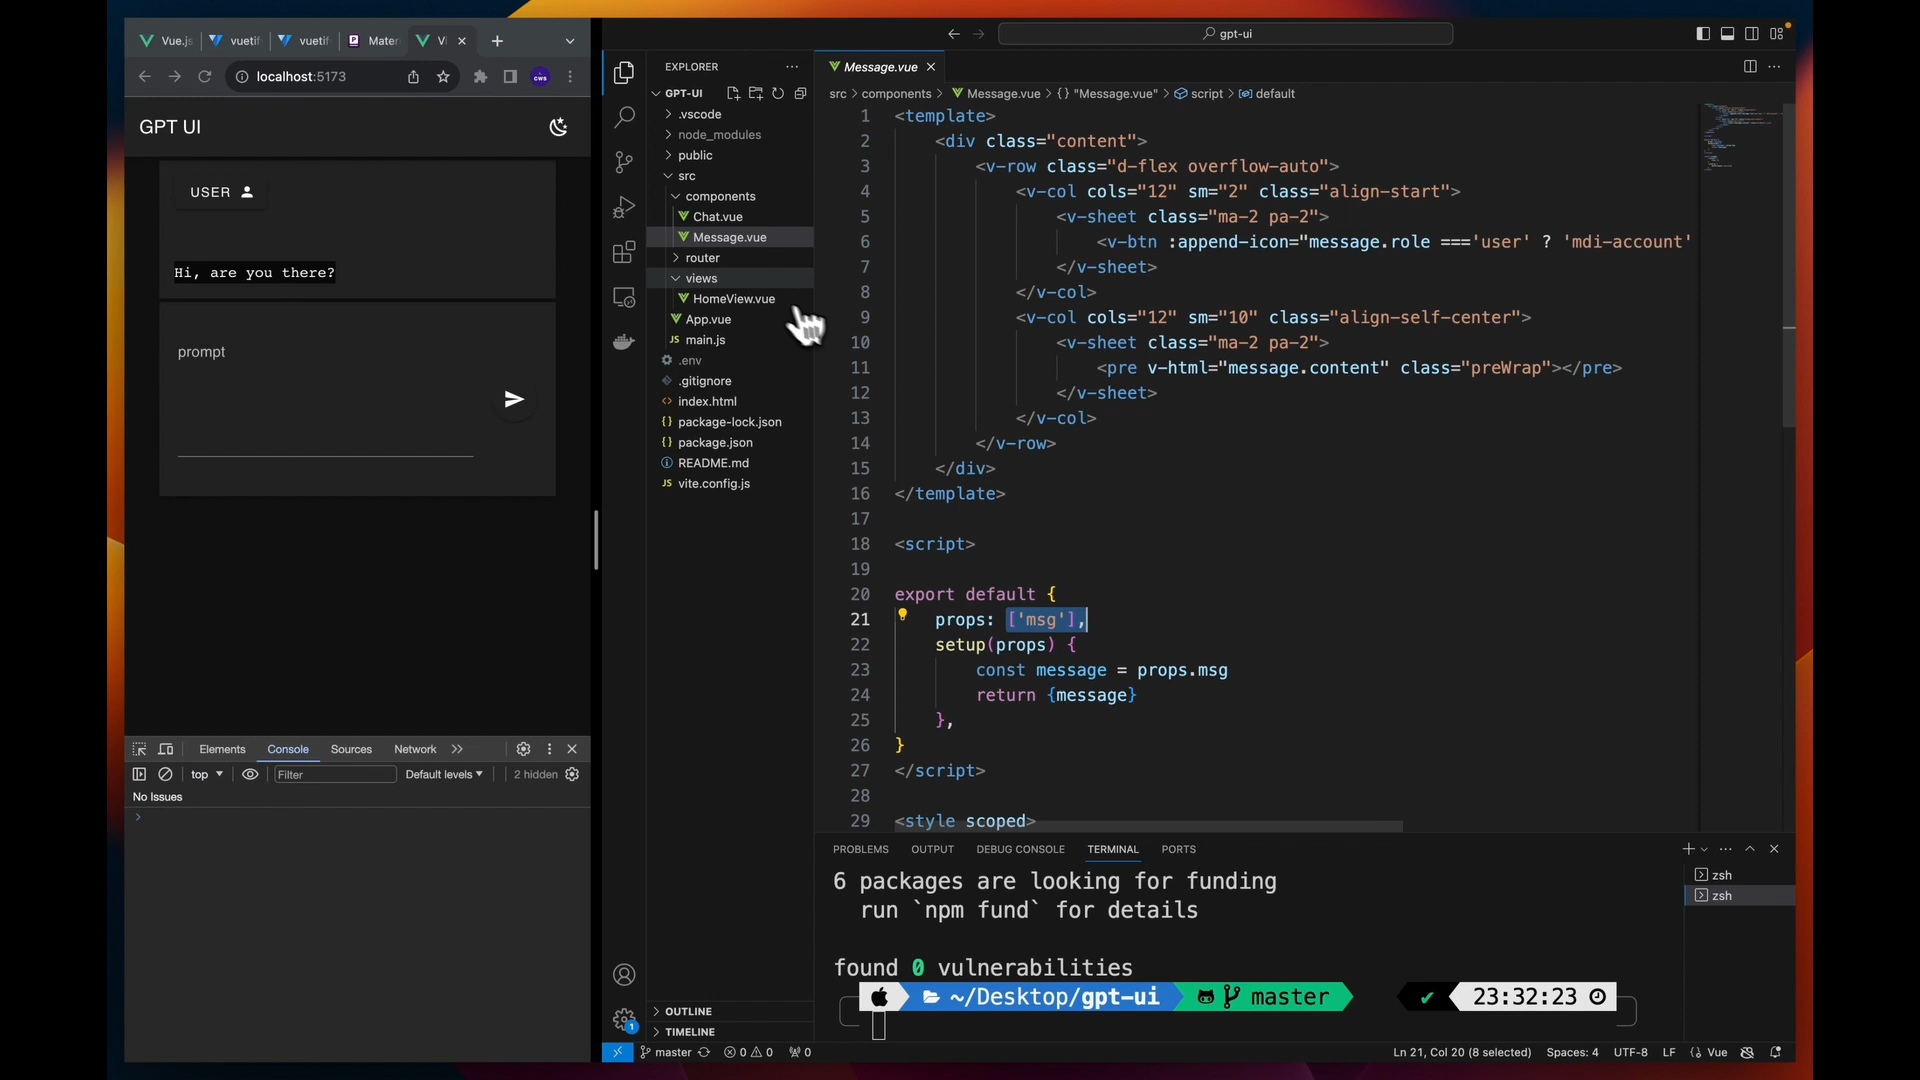 Vue.js
vuetif
vuetif
Mater
Vi
localhost:5173
CWS
GPT UI
USER
Hi, are you there?
prompt
Elements
Console
Sources
Network
top
Filter
Default levels
2 hidden
No Issues
gpt-ui
EXPLORER
GPT-UI
.vscode
node_modules
public
src
components
Chat.vue
Message.vue
router
views
HomeView.vue
App.vue
JS main.js
.env
.gitignore
<> index.html
{} package-lock.json
{} package.json
README.md
JS vite.config.js
OUTLINE
TIMELINE
Message.vue
src > components > Message.vue > {} "Message.vue" > script > default
1 <template>
2 <div class="content">
3 <v-row class="d-flex overflow-auto">
4 <v-col cols="12" sm="2" class="align-start">
5 <v-sheet class="ma-2 pa-2">
6 <v-btn :append-icon="message.role ==='user' ? 'mdi-account'
7 </v-sheet>
8 </v-col>
9 <v-col cols="12" sm="10" class="align-self-center">
10 <v-sheet class="ma-2 pa-2">
11 <pre v-html="message.content" class="preWrap"></pre>
12 </v-sheet>
13 </v-col>
14 </v-row>
15 </div>
16 </template>
17
18 <script>
19
20 export default {
21 props: ['msg'],
22 setup(props) {
23 const message = props.msg
24 return {message}
25 },
26 }
27 </script>
28
29 <style scoped>
PROBLEMS
OUTPUT
DEBUG CONSOLE
TERMINAL
PORTS
6 packages are looking for funding
run `npm fund` for details
found 0 vulnerabilities
~/Desktop/gpt-ui
master
✔
23:32:23
zsh
zsh
1
master
0
0
0
Ln 21, Col 20 (8 selected)
Spaces: 4
UTF-8
LF
{} Vue